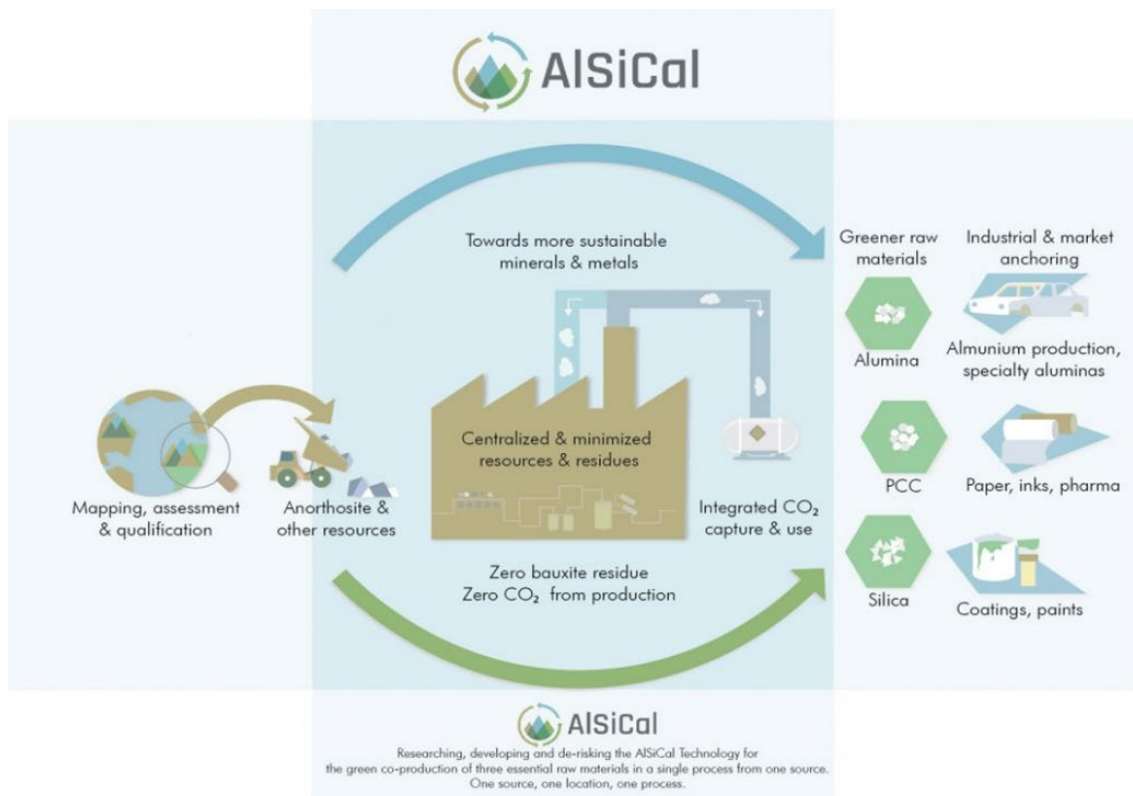 AlSiCal
Towards more sustainable
minerals & metals
Greener raw
materials
Industrial & market
anchoring
Alumina
Almunium production,
specialty aluminas
Centralized & minimized
resources & residues
PCC
Paper, inks, pharma
Mapping, assessment
& qualification
Anorthosite &
other resources
Integrated CO₂
capture & use
Zero bauxite residue
Zero CO₂ from production
Silica
Coatings, paints
AlSiCal
Researching, developing and de-risking the AlSiCal Technology for
the green co-production of three essential raw materials in a single process from one source.
One source, one location, one process.